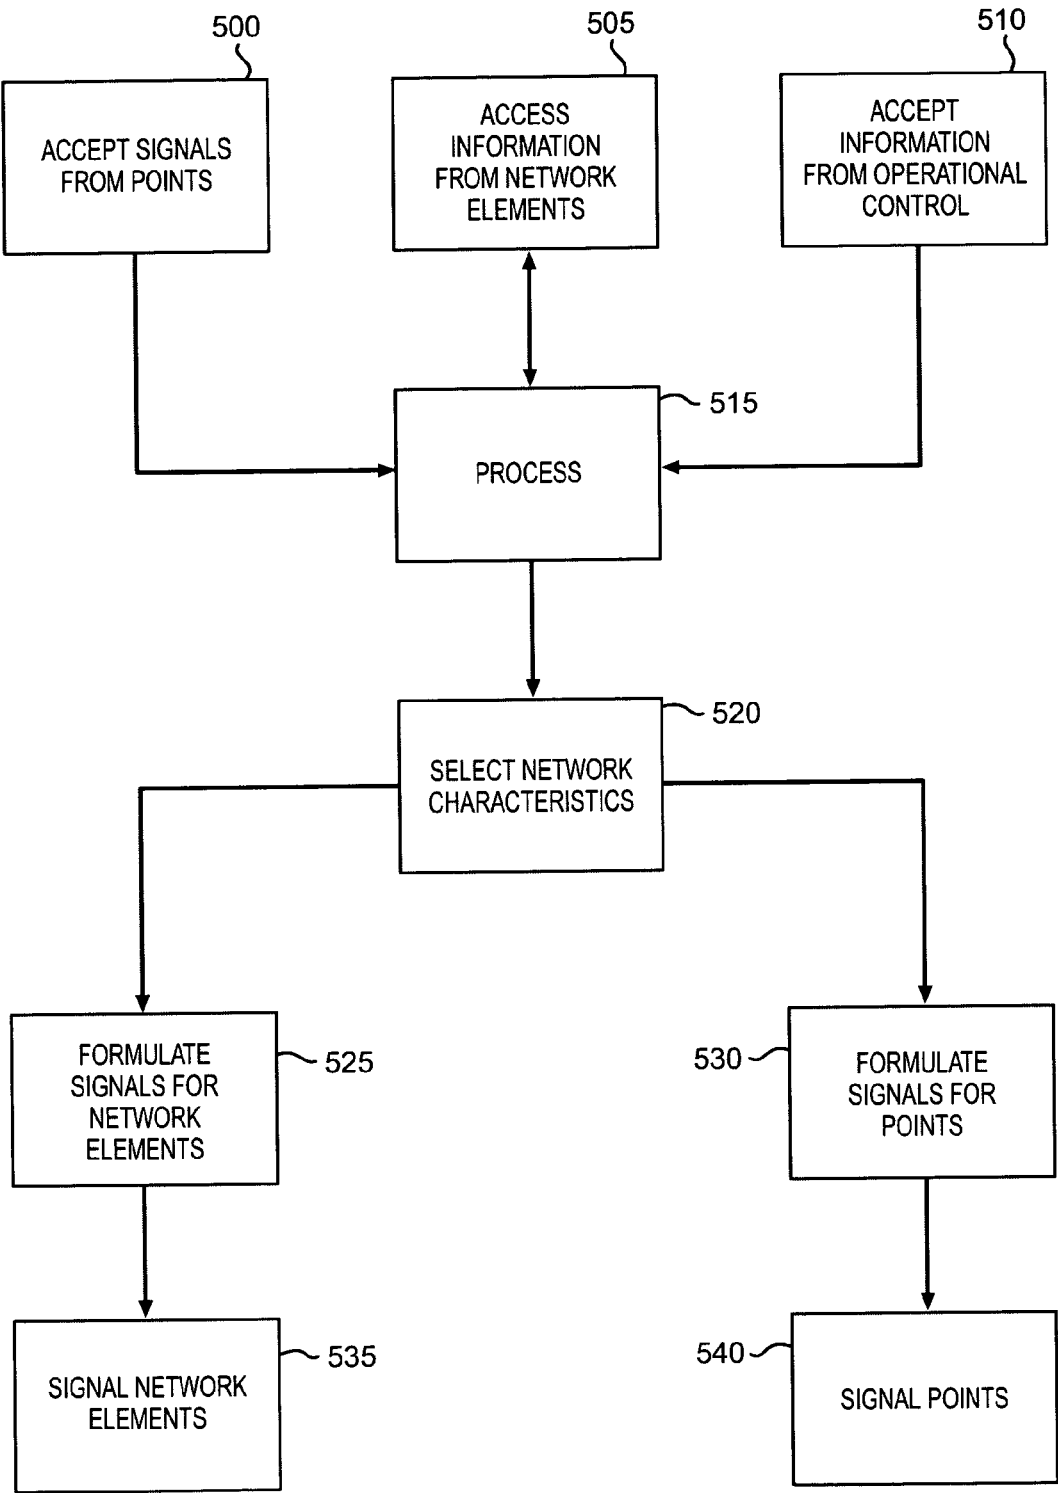 500
505
510
ACCEPT SIGNALS
FROM POINTS
ACCESS
INFORMATION
FROM NETWORK
ELEMENTS
ACCEPT
INFORMATION
FROM OPERATIONAL
CONTROL
515
PROCESS
520
SELECT NETWORK
CHARACTERISTICS
FORMULATE
SIGNALS FOR
NETWORK
ELEMENTS
525
530
FORMULATE
SIGNALS FOR
POINTS
SIGNAL NETWORK
ELEMENTS
535
540
SIGNAL POINTS